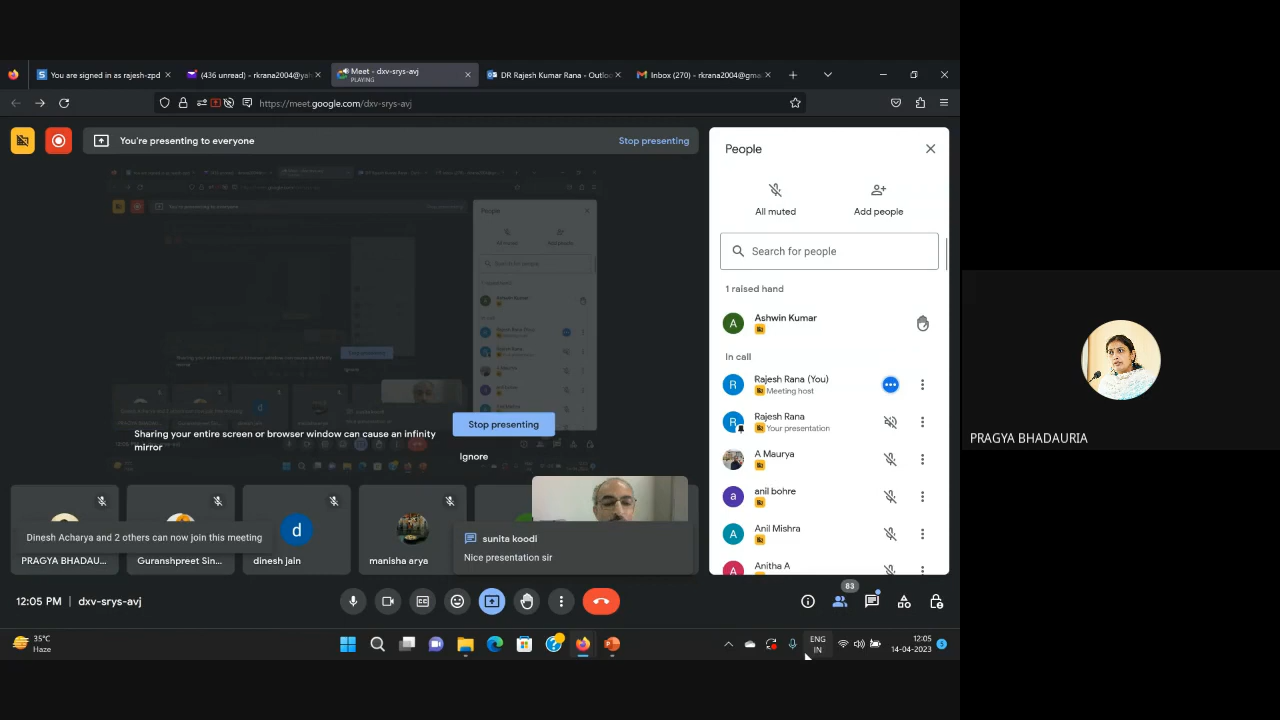 You are signed in as rajesh-zpd
(436 unread) - rkrana2004@ya
Meet - dxv-srys-avj
PLAYING
DR Rajesh Kumar Rana - Outlo
Inbox (270) - rkrana2004@gma
https://meet.google.com/dxv-srys-avj
You're presenting to everyone
Stop presenting
People
All muted
Add people
Search for people
1 raised hand
A
Ashwin Kumar
In call
R
Rajesh Rana (You)
Meeting host
R
Rajesh Rana
Your presentation
A Maurya
a
anil bohre
A
Anil Mishra
A
Anitha A
Sharing your entire screen or browser window can cause an infinity
mirror
Stop presenting
Ignore
Dinesh Acharya and 2 others can now join this meeting
PRAGYA BHADAU...
Guranshpreet Sin...
d
dinesh jain
manisha arya
sunita koodi
Nice presentation sir
12:05 PM | dxv-srys-avj
83
35°C
Haze
ENG
IN
12:05
14-04-2023
5
PRAGYA BHADAURIA